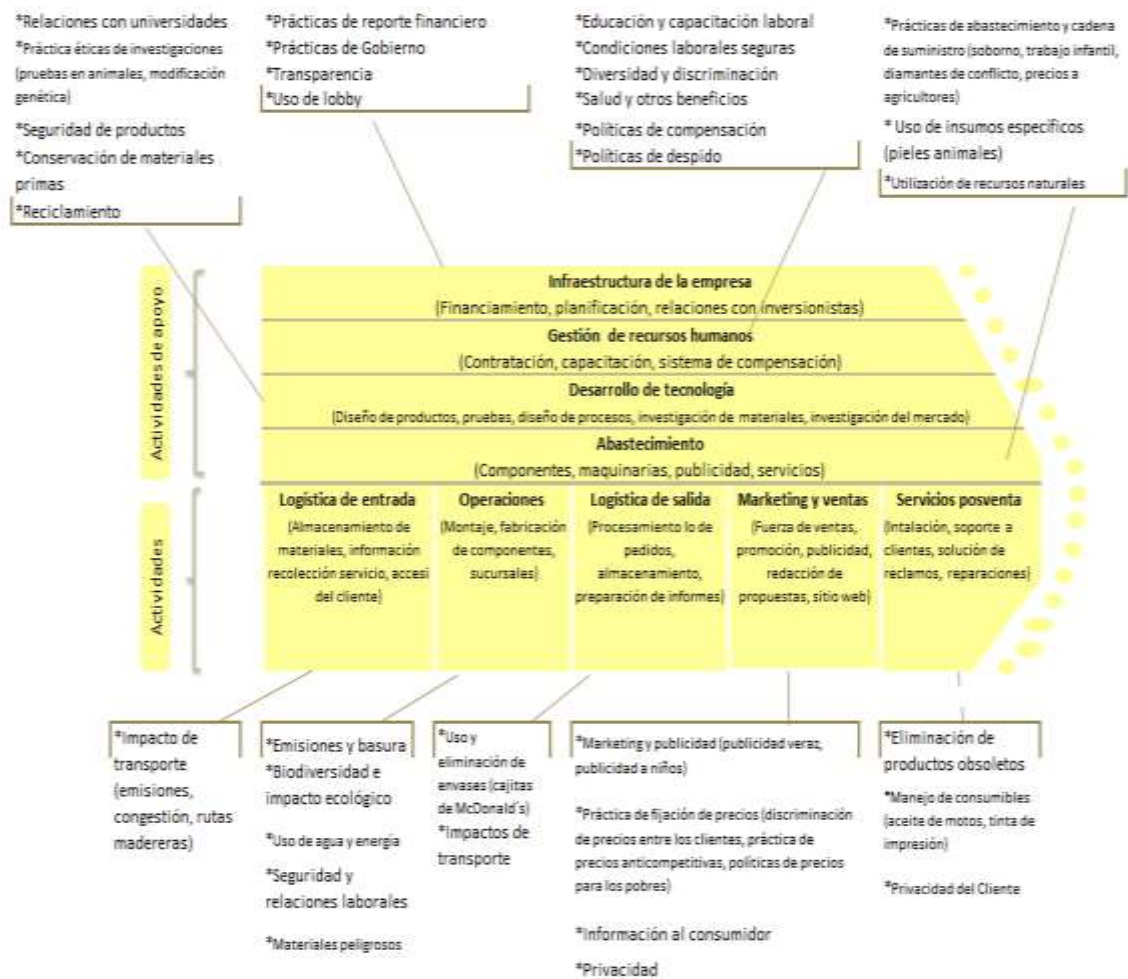 *Relaciones con universidades
*Práctica éticas de investigaciones
(pruebas en animales, modificación
genética)
*Seguridad de productos
*Conservación de materiales
primas
*Reciclamiento
*Prácticas de reporte financiero
*Prácticas de Gobierno
*Transparencia
*Uso de lobby
*Educación y capacitación laboral
*Condiciones laborales seguras
*Diversidad y discriminación
*Salud y otros beneficios
*Políticas de compensación
*Políticas de despido
*Prácticas de abastecimiento y cadena
de suministro (soborno, trabajo infantil,
diamantes de conflicto, precios a
agricultores)
* Uso de insumos específicos
(pieles animales)
*Utilización de recursos naturales
Actividades de apoyo
Infraestructura de la empresa
(Financiamiento, planificación, relaciones con inversionistas)
Gestión de recursos humanos
(Contratación, capacitación, sistema de compensación)
Desarrollo de tecnología
(Diseño de productos, pruebas, diseño de procesos, investigación de materiales, investigación del mercado)
Abastecimiento
(Componentes, maquinarias, publicidad, servicios)
Actividades
Logística de entrada
(Almacenamiento de
materiales, información
recolección servicio, accesi
del cliente)
Operaciones
(Montaje, fabricación
de componentes,
sucursales)
Logística de salida
(Procesamiento lo de
pedidos,
almacenamiento,
preparación de informes)
Marketing y ventas
(Fuerza de ventas,
promoción, publicidad,
redacción de
propuestas, sitio web)
Servicios posventa
(Intalación, soporte a
clientes, solución de
reclamos, reparaciones)
*Impacto de
transporte
(emisiones,
congestión, rutas
madereras)
*Emisiones y basura
*Biodiversidad e
impacto ecológico
*Uso de agua y energía
*Seguridad y
relaciones laborales
*Materiales peligrosos
*Uso y
eliminación de
envases (cajitas
de McDonald´s)
*Impactos de
transporte
*Marketing y publicidad (publicidad veraz,
publicidad a niños)
*Práctica de fijación de precios (discriminación
de precios entre los clientes, práctica de
precios anticompetitivas, políticas de precios
para los pobres)
*Información al consumidor
*Privacidad
*Eliminación de
productos obsoletos
*Manejo de consumibles
(aceite de motos, tinta de
impresión)
*Privacidad del Cliente